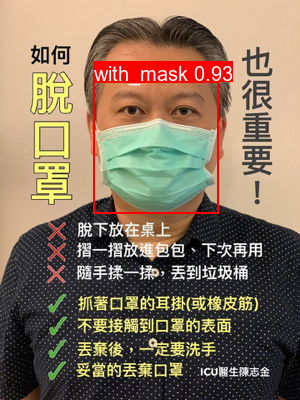 with_mask 0.93
如何
脫口罩
也很重要！
脫下放在桌上
摺一摺放進包包、下次再用
隨手揉一揉，丟到垃圾桶
抓著口罩的耳掛(或橡皮筋)
不要接觸到口罩的表面
丟棄後，一定要洗手
妥當的丟棄口罩
ICU醫生陳志金